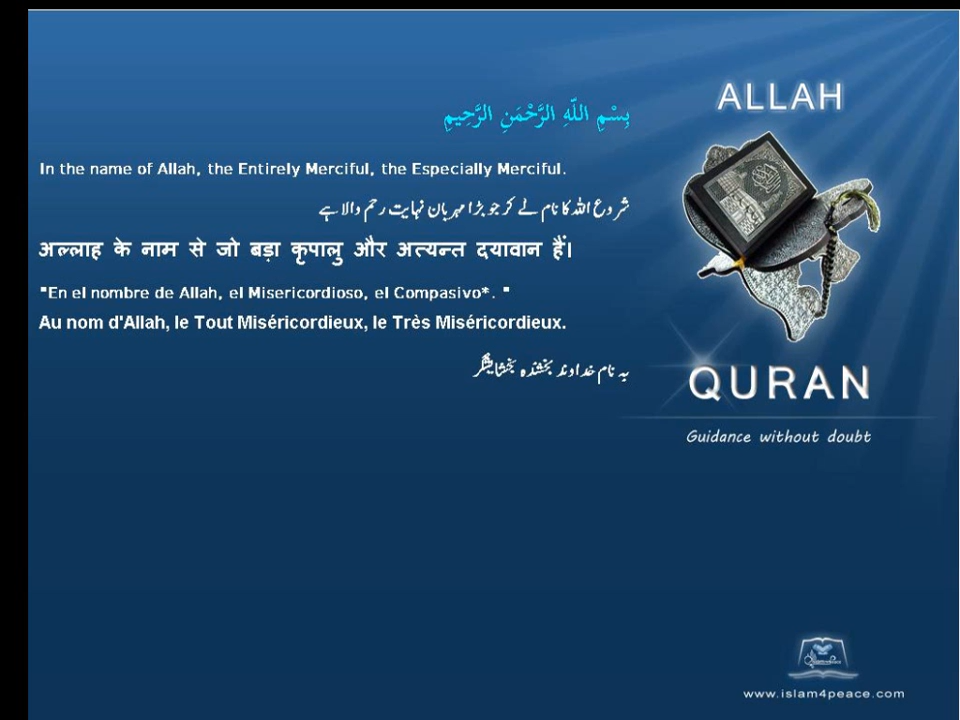 بِسْمِ اللَّهِ الرَّحْمَنِ الرَّحِيمِ
In the name of Allah, the Entirely Merciful, the Especially Merciful.
شروع اللہ کا نام لے کر جو بڑا مہربان نہایت رحم والا ہے
अल्लाह के नाम से जो बड़ा कृपालु और अत्यन्त दयावान हैं।
"En el nombre de Allah, el Misericordioso, el Compasivo*. "
Au nom d'Allah, le Tout Miséricordieux, le Très Miséricordieux.
به نام خداوند بخشنده بخشایشگر
ALLAH
QURAN
Guidance without doubt
www.islam4peace.com